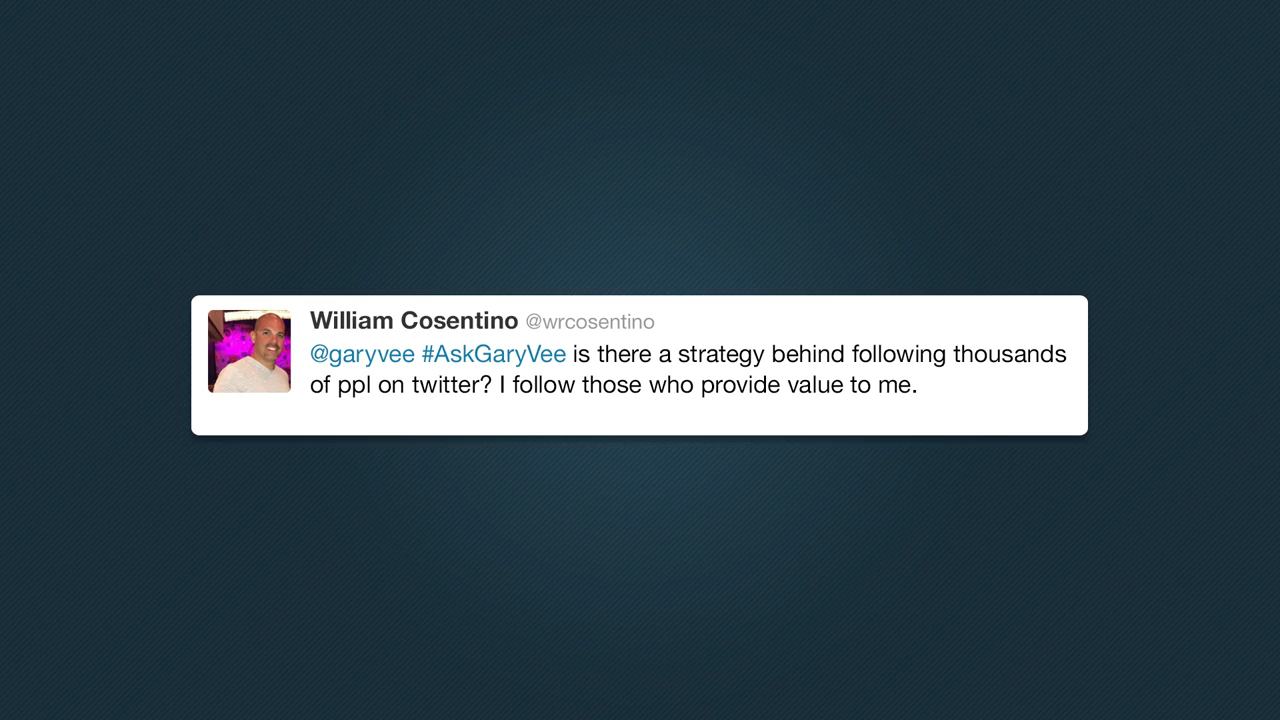 William Cosentino @wrcosentino
@garyvee #AskGaryVee is there a strategy behind following thousands
of ppl on twitter? I follow those who provide value to me.